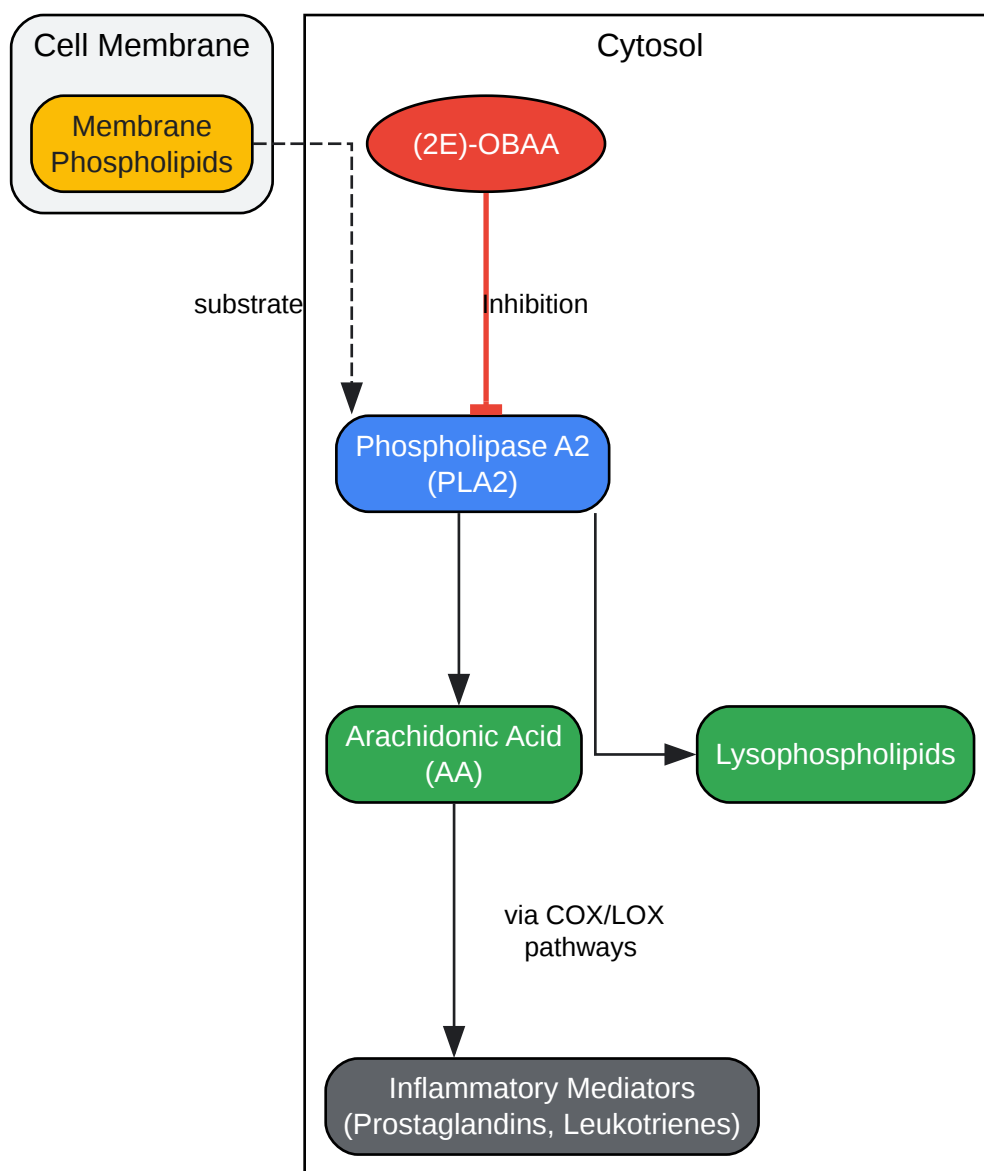 Cell Membrane
Cytosol
Membrane
Phospholipids
(2E)-OBAA
substrate
Inhibition
Phospholipase A2
(PLA2)
Arachidonic Acid
(AA)
Lysophospholipids
via COX/LOX
pathways
Inflammatory Mediators
(Prostaglandins, Leukotrienes)